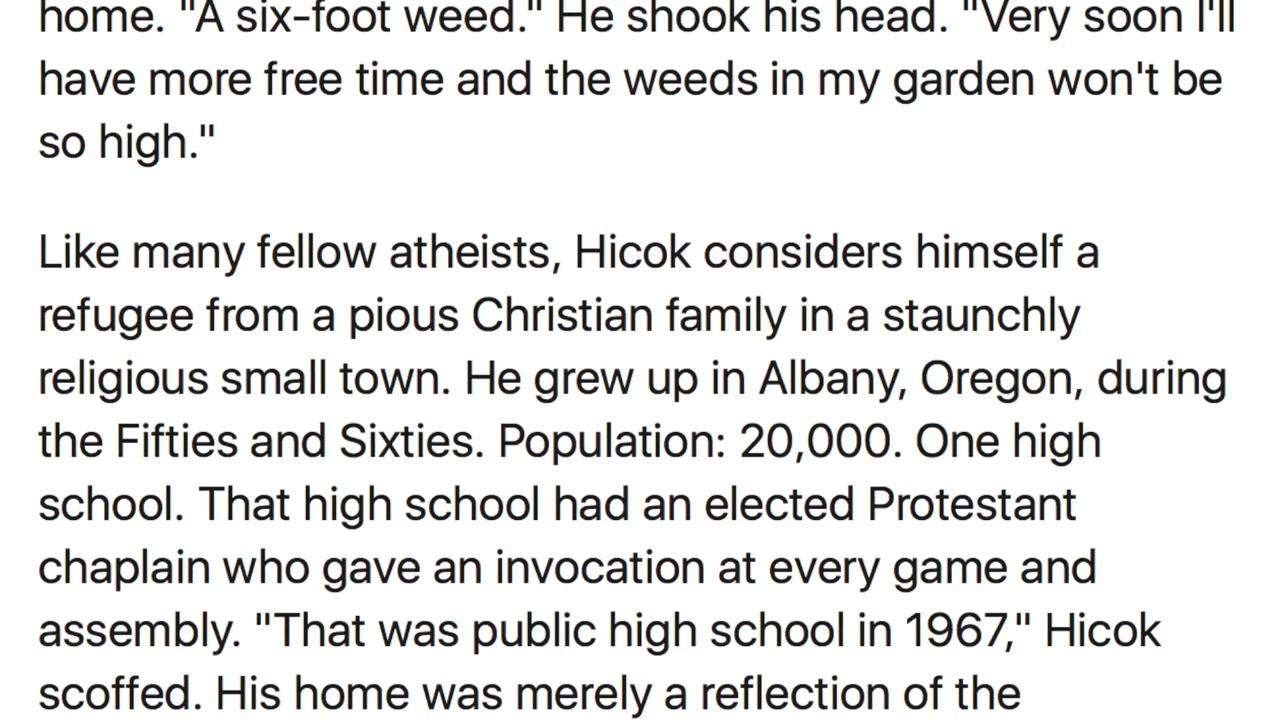 home. "A six-foot weed." He shook his head. "Very soon I'll
have more free time and the weeds in my garden won't be
so high."
Like many fellow atheists, Hicok considers himself a
refugee from a pious Christian family in a staunchly
religious small town. He grew up in Albany, Oregon, during
the Fifties and Sixties. Population: 20,000. One high
school. That high school had an elected Protestant
chaplain who gave an invocation at every game and
assembly. "That was public high school in 1967," Hicok
scoffed. His home was merely a reflection of the